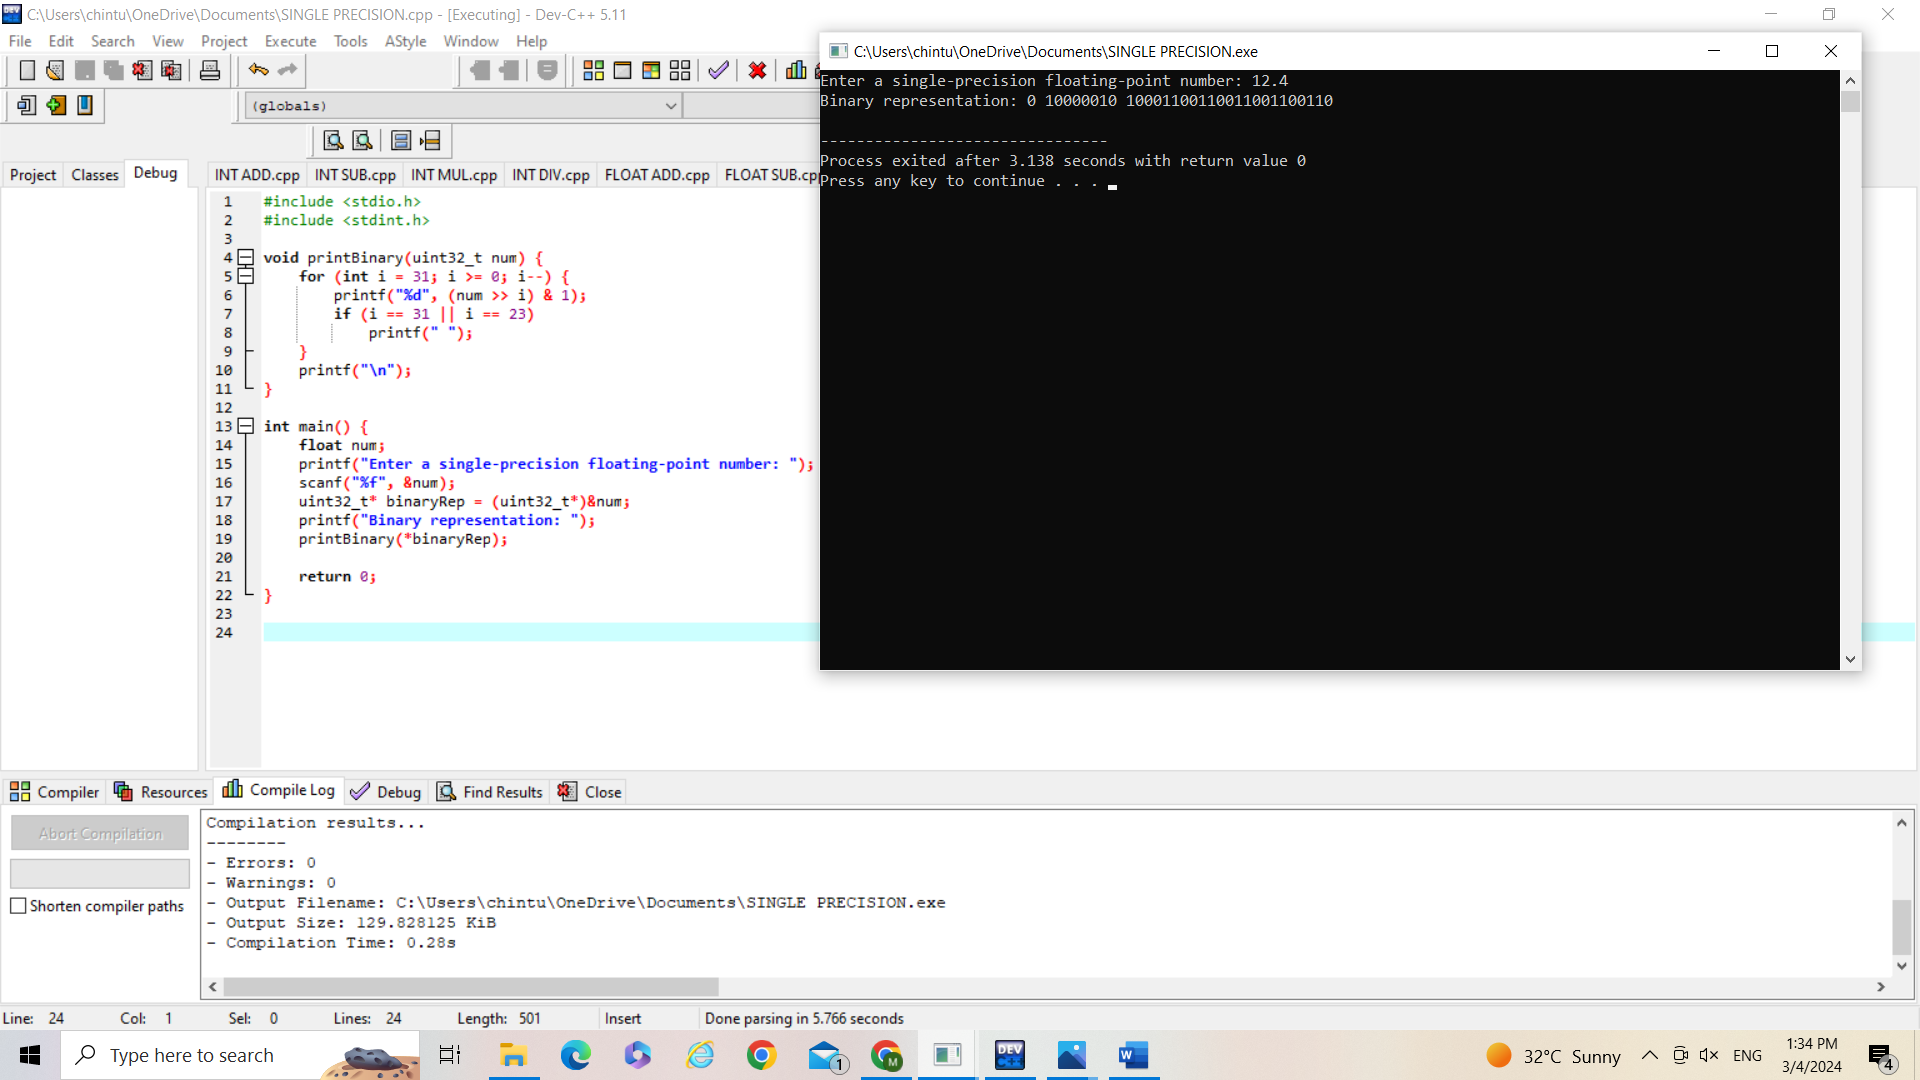 C:\Users\chintu\OneDrive\Documents\SINGLE PRECISION.cpp - [Executing] - Dev-C++ 5.11
File Edit Search View Project Execute Tools AStyle Window Help
(globals)
Project Classes Debug
INT ADD.cpp INT SUB.cpp INT MUL.cpp INT DIV.cpp FLOAT ADD.cpp FLOAT SUB.cp
1 #include <stdio.h>
2 #include <stdint.h>
3
4 void printBinary(uint32_t num) {
5 for (int i = 31; i >= 0; i--) {
6 printf("%d", (num >> i) & 1);
7 if (i == 31 || i == 23)
8 printf(" ");
9 }
10 printf("\n");
11 }
12
13 int main() {
14 float num;
15 printf("Enter a single-precision floating-point number: ");
16 scanf("%f", &num);
17 uint32_t* binaryRep = (uint32_t*)&num;
18 printf("Binary representation: ");
19 printBinary(*binaryRep);
20
21 return 0;
22 }
23
24
C:\Users\chintu\OneDrive\Documents\SINGLE PRECISION.exe
Enter a single-precision floating-point number: 12.4
Binary representation: 0 10000010 10001100110011001100110
--------------------------------
Process exited after 3.138 seconds with return value 0
Press any key to continue . . .
Compiler Resources Compile Log Debug Find Results Close
Abort Compilation
Shorten compiler paths
Compilation results...
--------
- Errors: 0
- Warnings: 0
- Output Filename: C:\Users\chintu\OneDrive\Documents\SINGLE PRECISION.exe
- Output Size: 129.828125 KiB
- Compilation Time: 0.28s
Line: 24 Col: 1 Sel: 0 Lines: 24 Length: 501 Insert Done parsing in 5.766 seconds
Type here to search
1
M
DEV C++
W
32°C Sunny
ENG
1:34 PM
3/4/2024
4